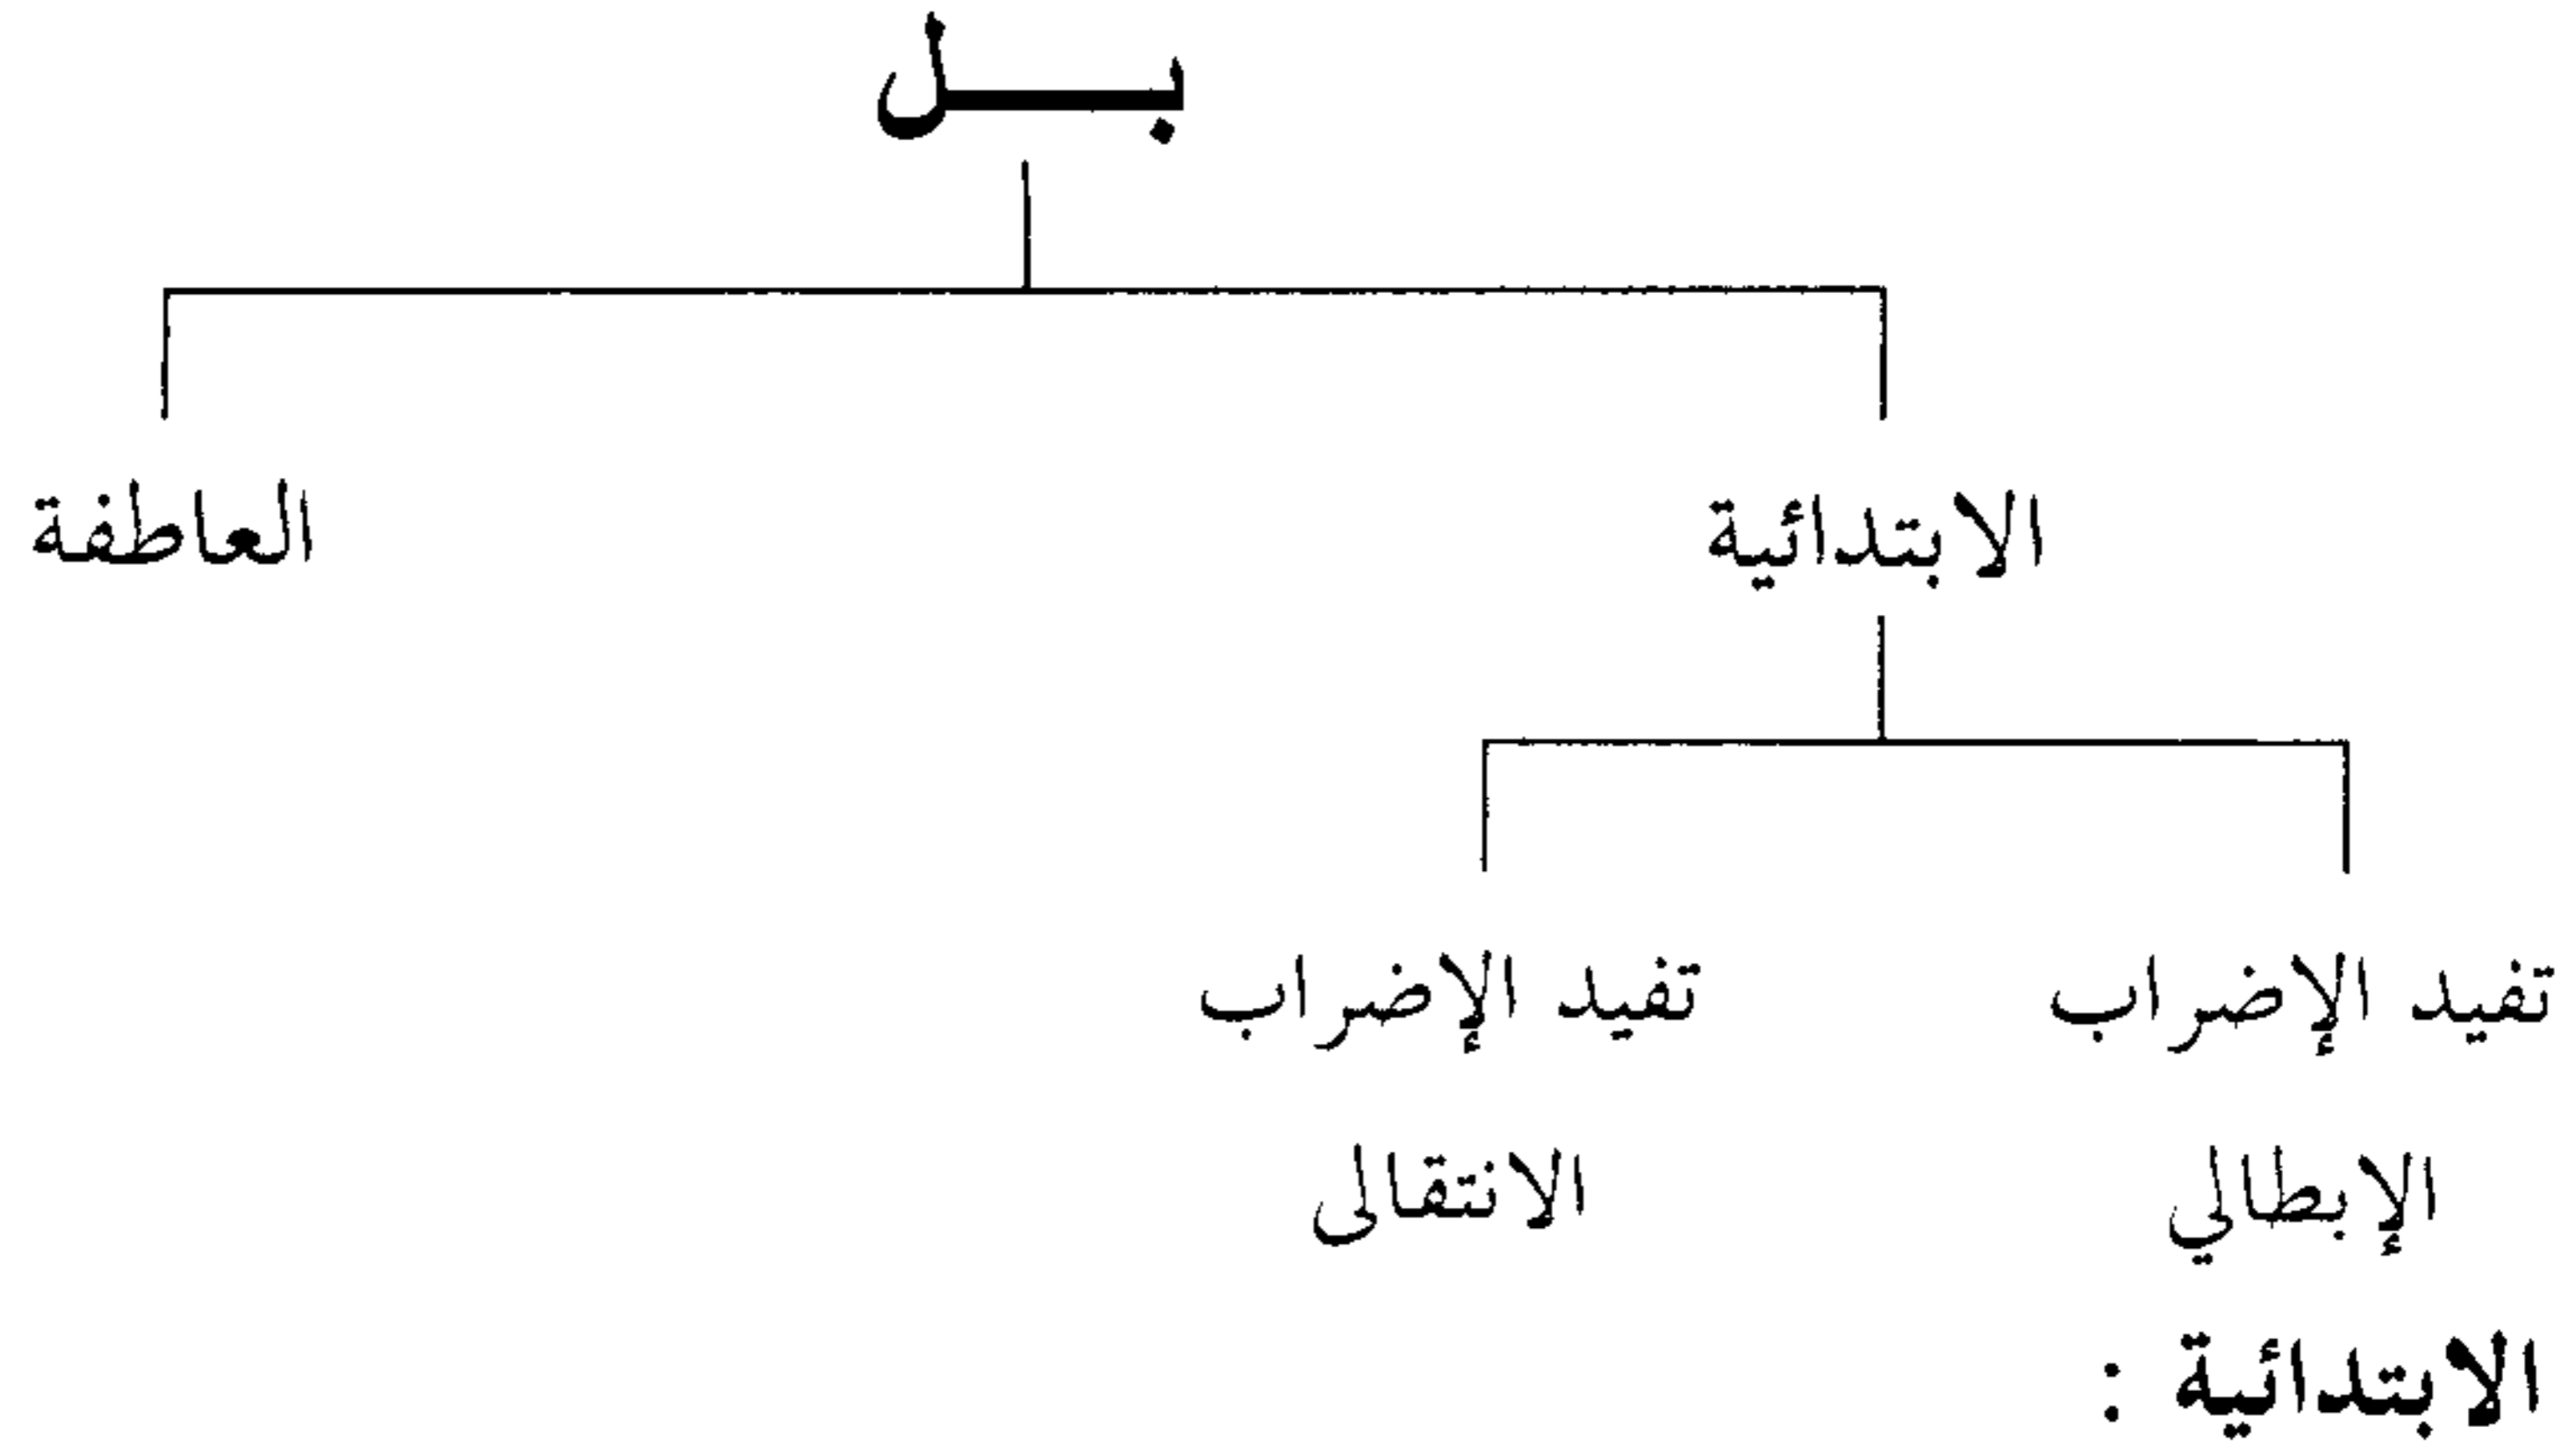 بـــل
الابتدائية العاطفة
تفيد الإضراب تفيد الإضراب
الإبطالي الانتقالى
الابتدائية :